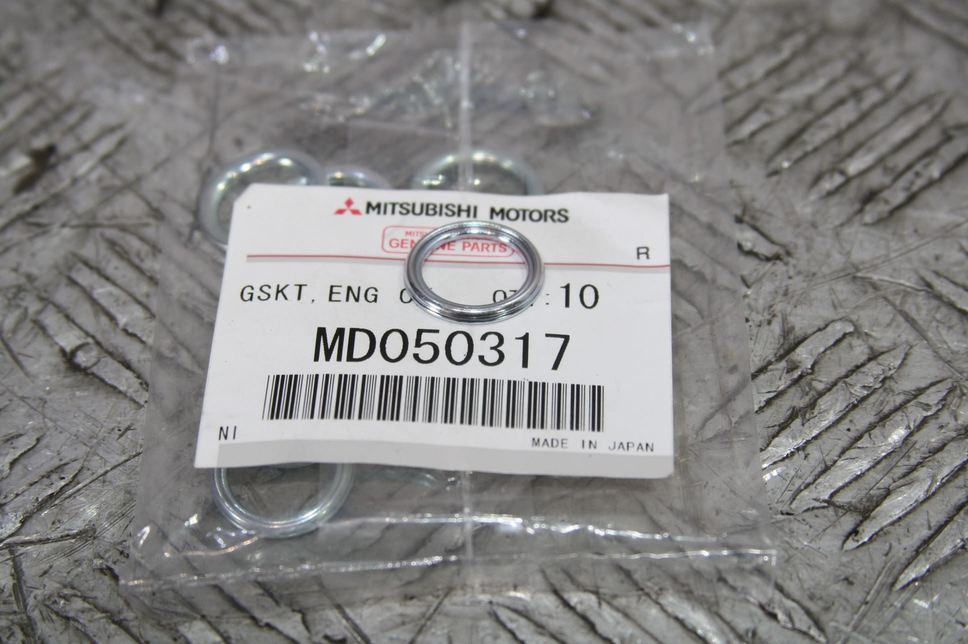 MITSUBISHI MOTORS
GENUINE PARTS
R
GSKT, ENG :10
MD050317
NI
MADE IN JAPAN